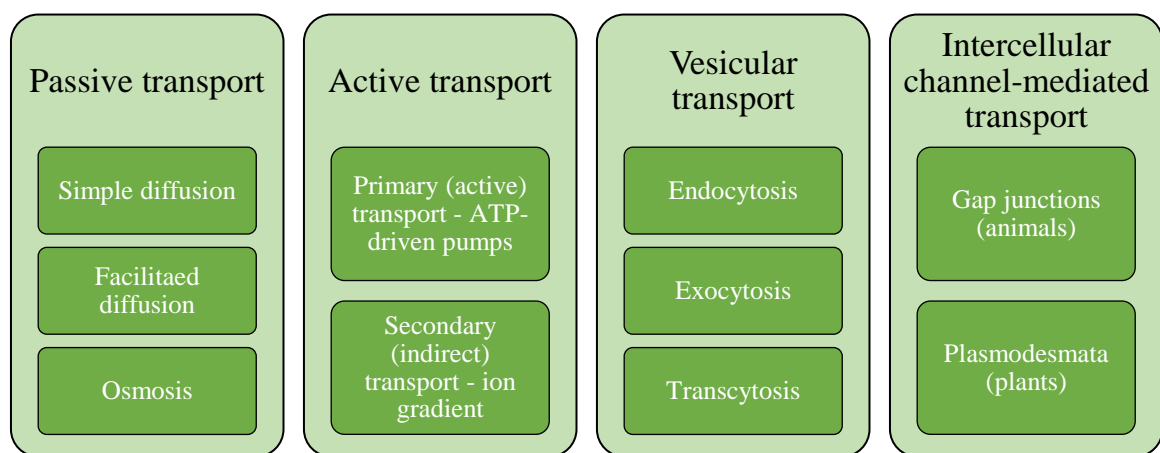 Passive transport
Simple diffusion
Facilitaed
diffusion
Osmosis
Active transport
Primary (active)
transport - ATP-
driven pumps
Secondary
(indirect)
transport - ion
gradient
Vesicular
transport
Endocytosis
Exocytosis
Transcytosis
Intercellular
channel-mediated
transport
Gap junctions
(animals)
Plasmodesmata
(plants)